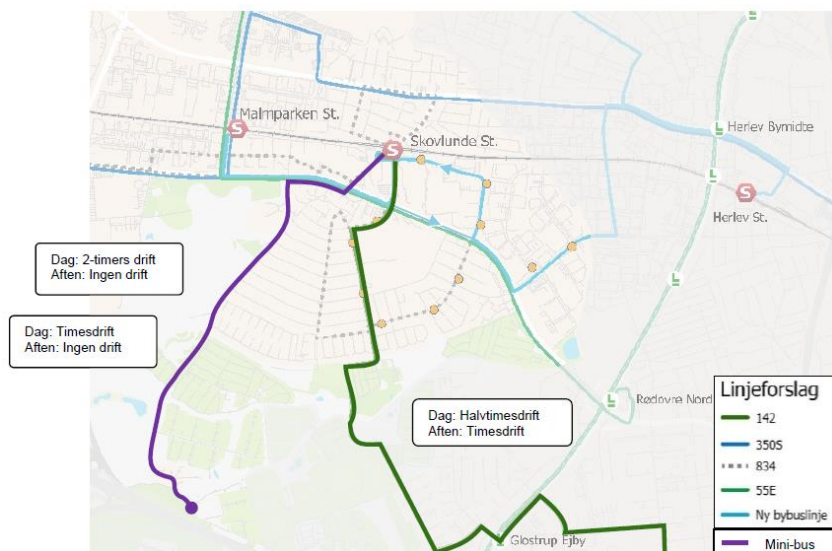 Malmparken St.
S
Skovlunde St.
S
Herlev Bymidte
L
L
S
Herlev St.
Dag: 2-timers drift
Aften: Ingen drift
L
Dag: Timesdrift
Aften: Ingen drift
Dag: Halvtimesdrift
Aften: Timesdrift
L
Rødovre Nord
Linjeforslag
142
350S
834
55E
Ny bybuslinje
Mini-bus
L
Glostrup Ejby